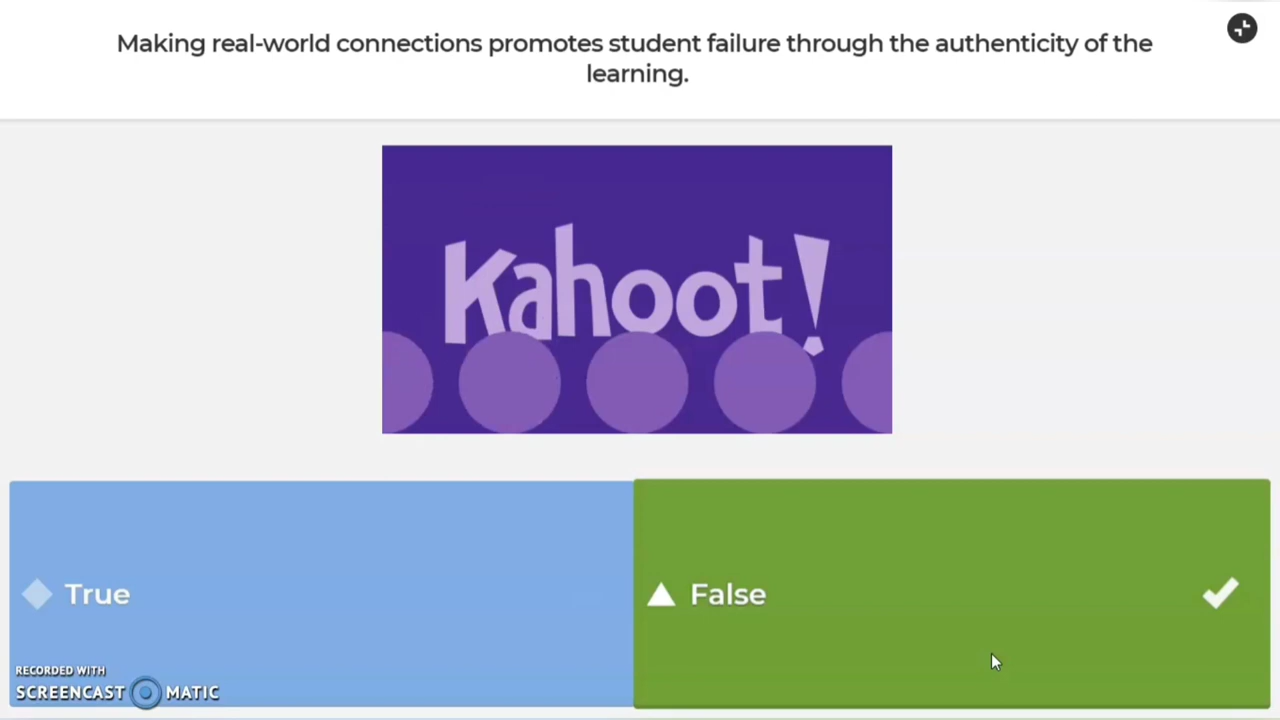 Making real-world connections promotes student failure through the authenticity of the
learning.
Kahoot!
True
False
RECORDED WITH
SCREENCAST MATIC